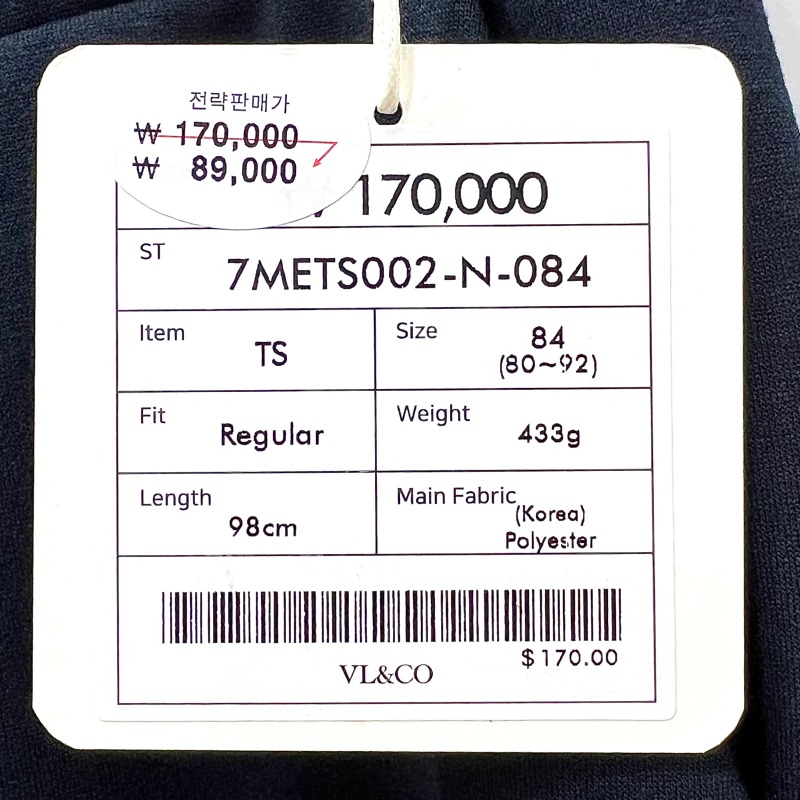 전략판매가
₩ 170,000
₩ 89,000
170,000
ST
7METS002-N-084
Item
TS
Size
84
(80~92)
Fit
Regular
Weight
433g
Length
98cm
Main Fabric
(Korea)
Polyester
$170.00
VL&CO